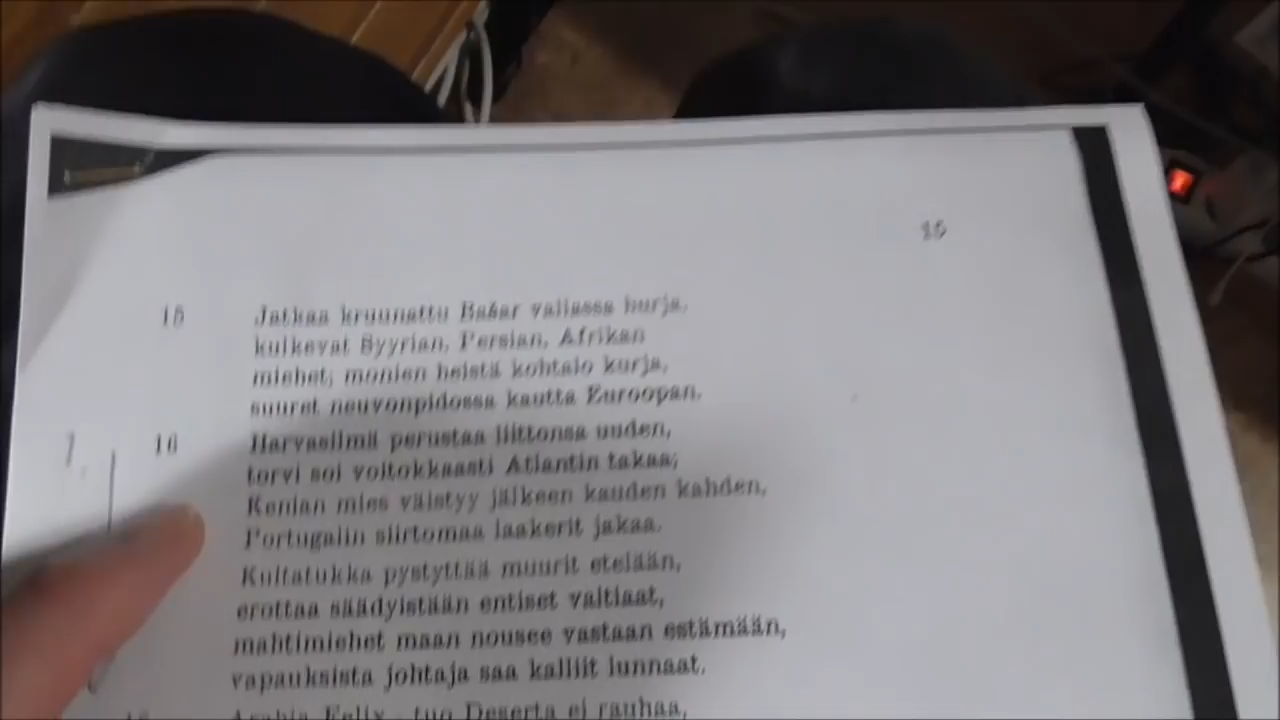 15
15 Jatkaa kruunattu Bašar vallassa hurja,
kulkevat Syyrian, Persian, Afrikan
miehet; monien heistä kohtalo kurja,
suuret neuvonpidossa kautta Euroopan.
7. 16 Harvasilmä perustaa liittonsa uuden,
torvi soi voitokkaasti Atlantin takaa;
Kenian mies väistyy jälkeen kauden kahden,
Portugalin siirtomaa laakerit jakaa.
Kultatukka pystyttää muurit etelään,
erottaa säädyistään entiset valtiaat,
mahtimiehet maan nousee vastaan estämään,
vapauksista johtaja saa kalliit lunnaat.
Arabia Felix - tuo Deserta ei rauhaa,